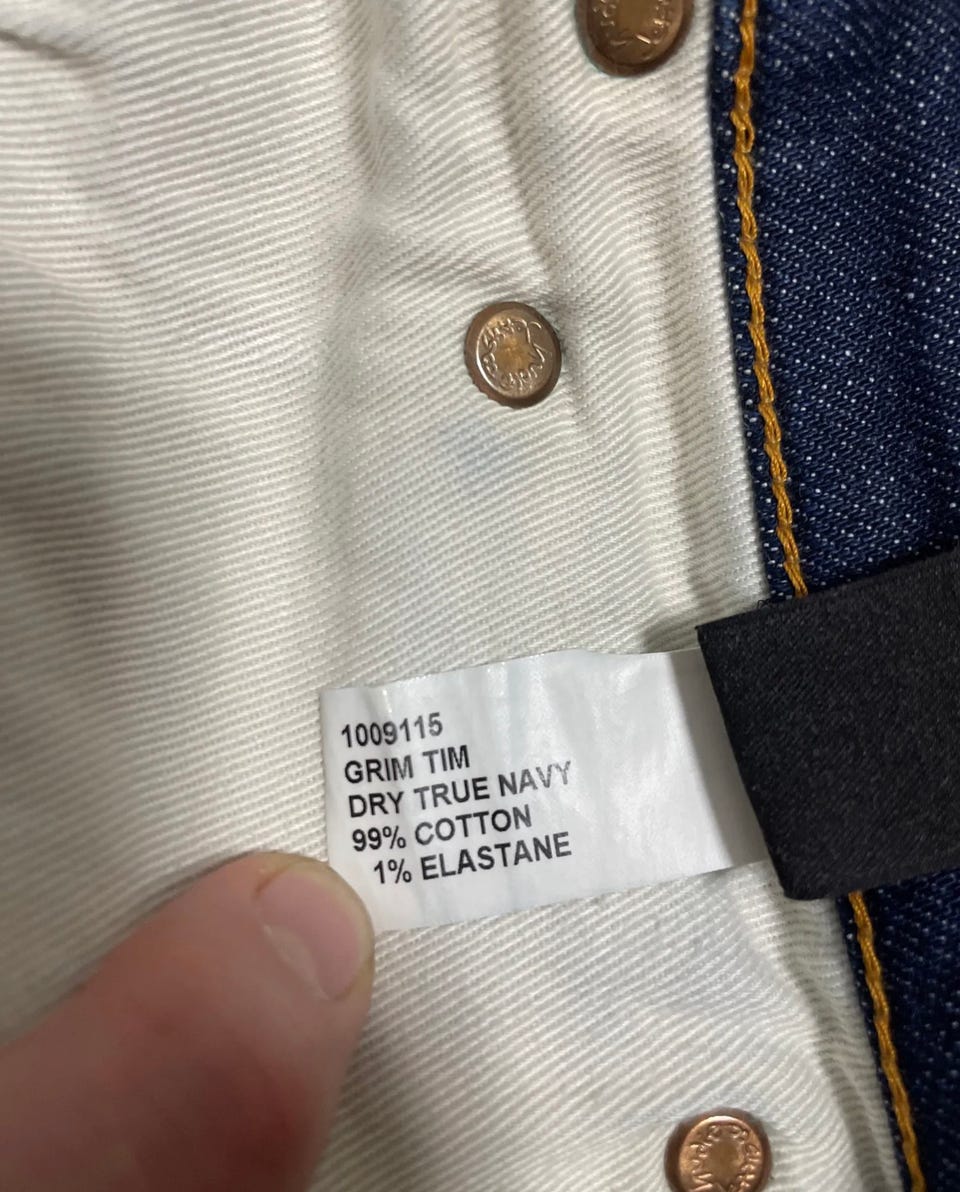 1009115
GRIM TIM
DRY TRUE NAVY
99% COTTON
1% ELASTANE